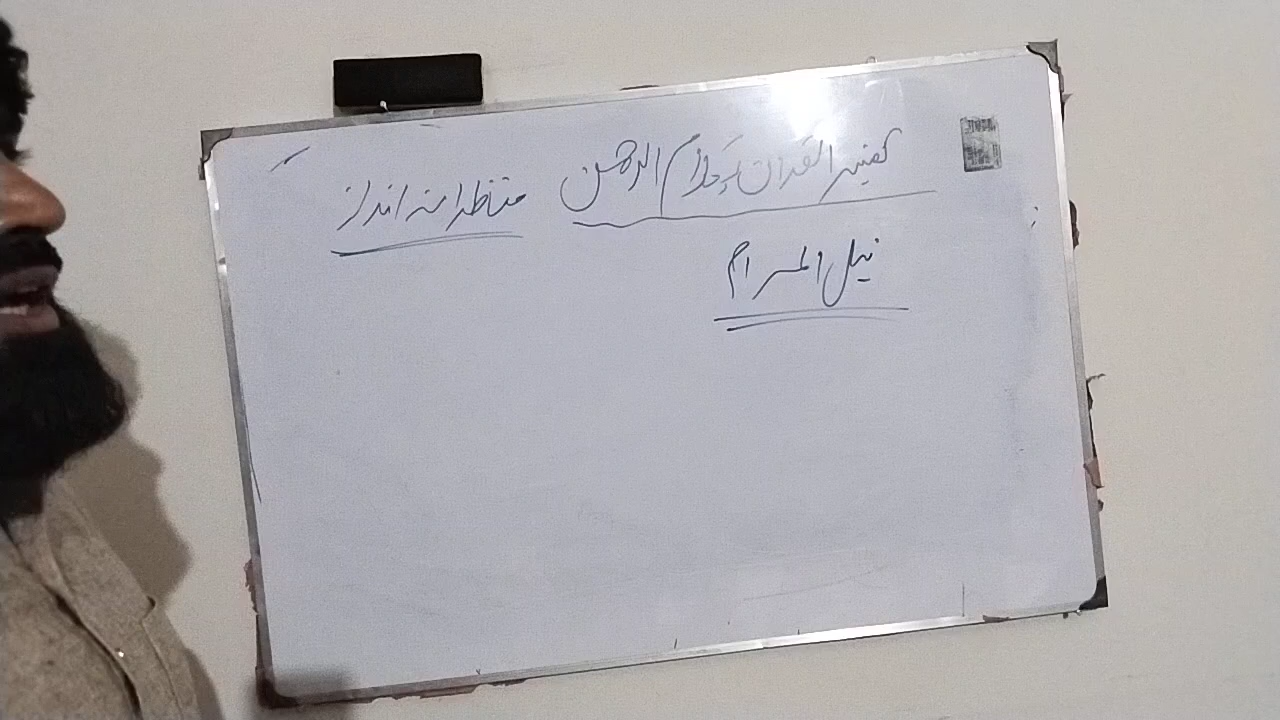 تفسیر القرآن بکلام الرحمن مناظرانہ انداز
نیل المرام